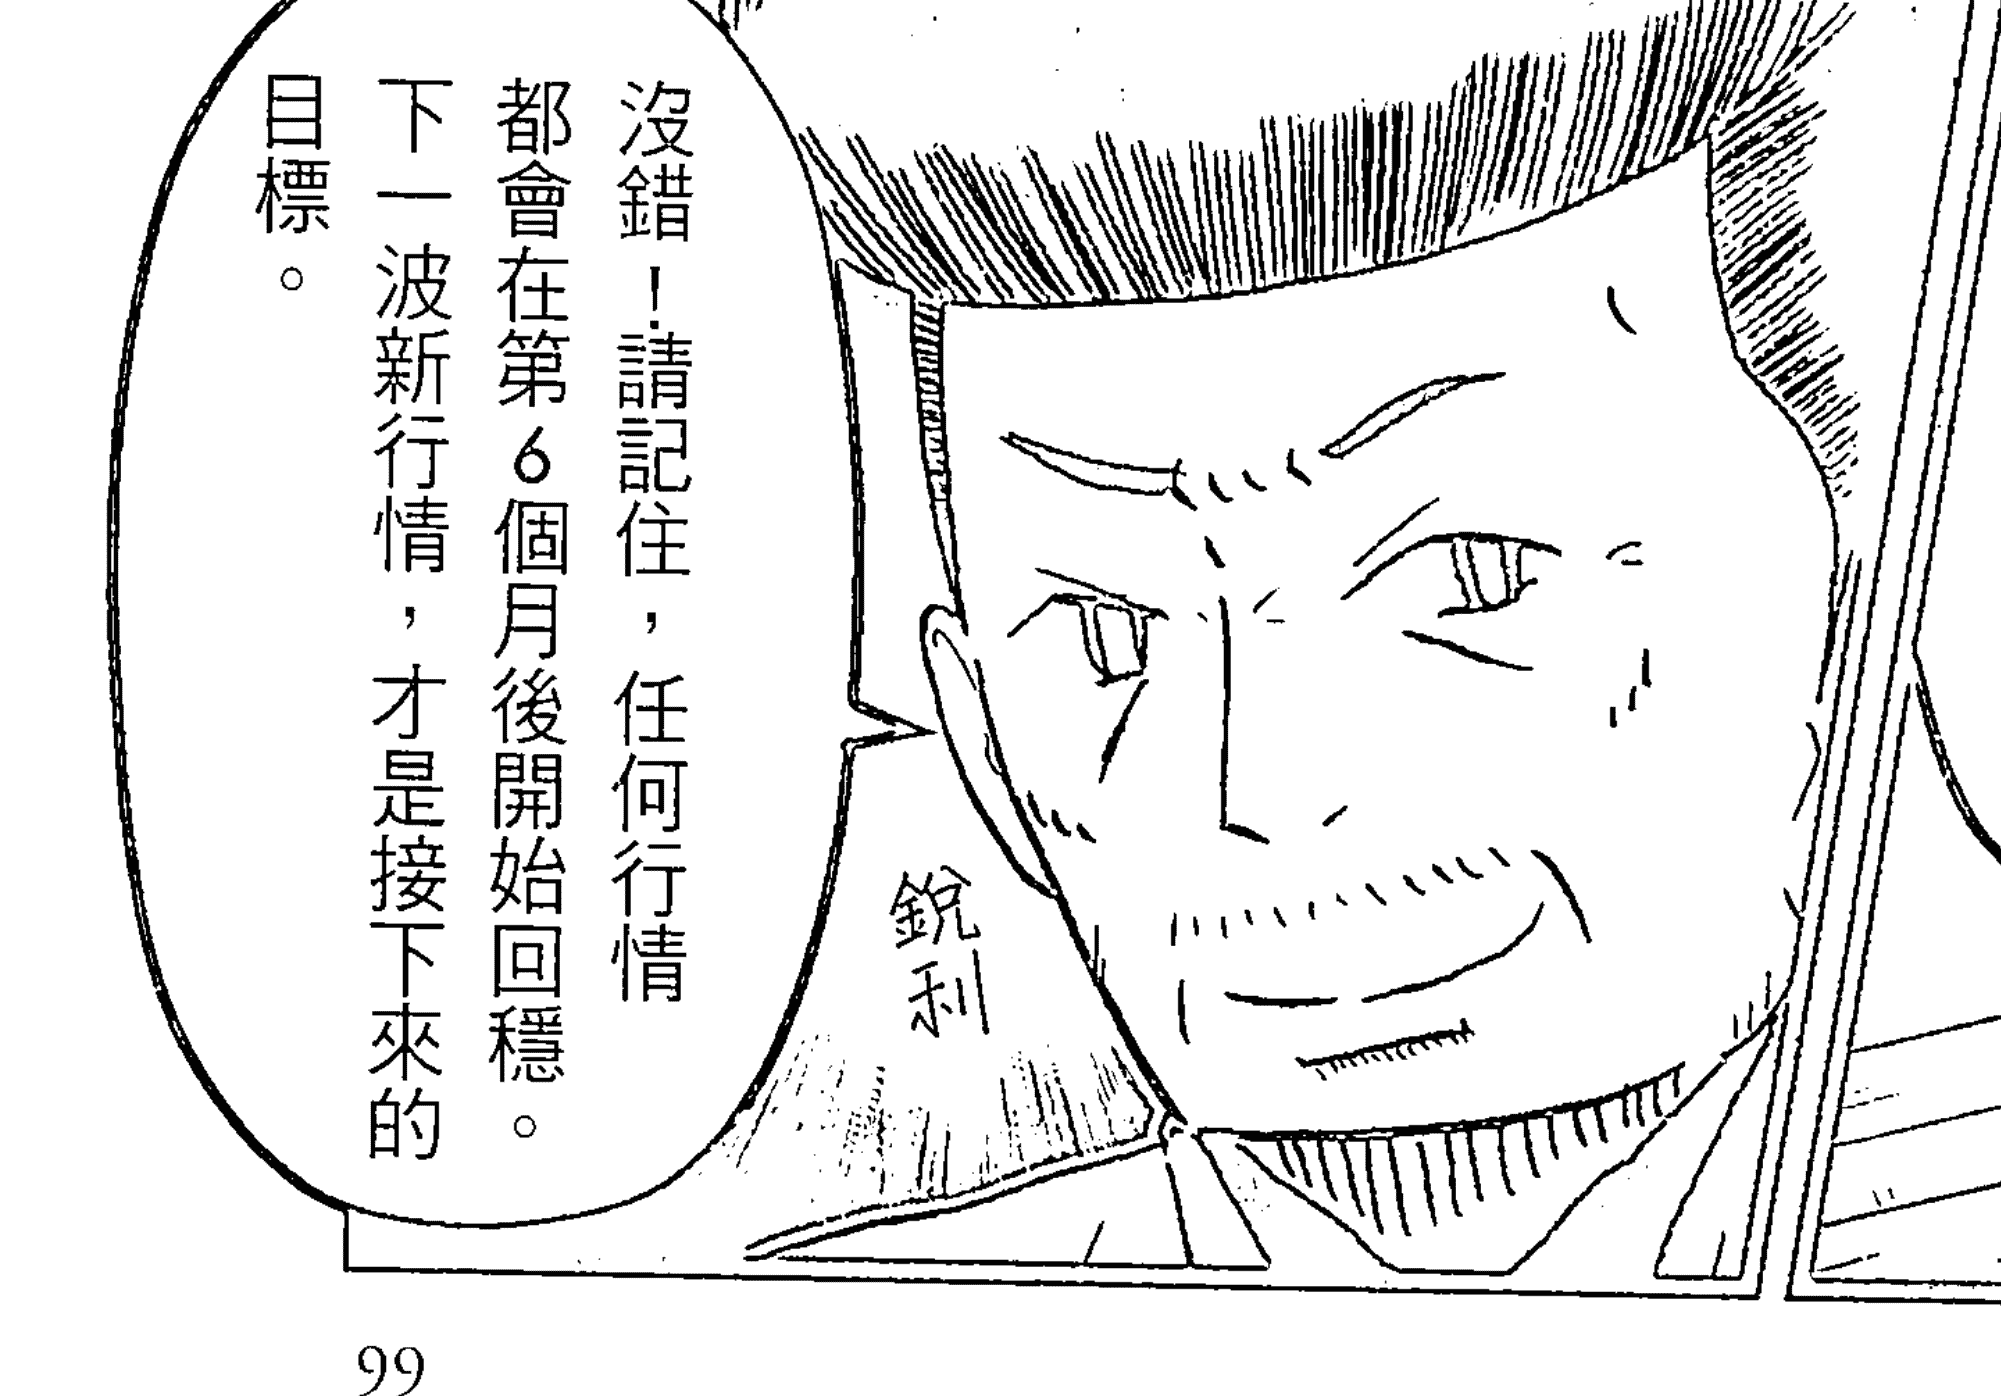 沒錯！請記住，任何行情
都會在第6個月後開始回穩。
下一波新行情，才是接下來的
目標。
銳利
99